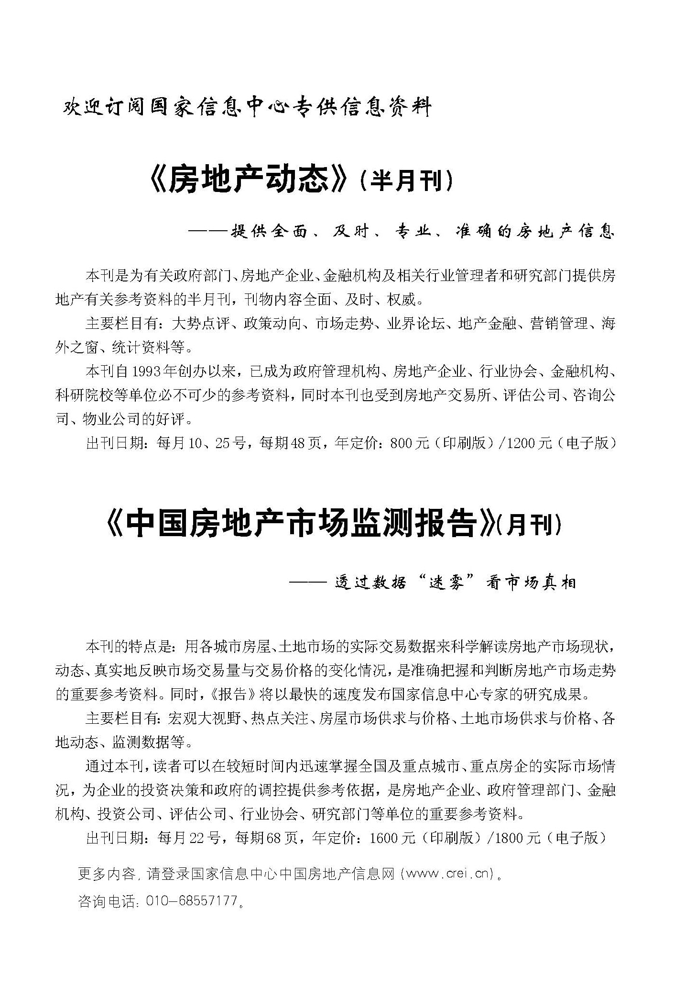 欢迎订阅国家信息中心专供信息资料
《房地产动态》(半月刊)
——提供全面、及时、专业、准确的房地产信息
本刊是为有关政府部门、房地产企业、金融机构及相关行业管理者和研究部门提供房
地产有关参考资料的半月刊，刊物内容全面、及时、权威。
主要栏目有：大势点评、政策动向、市场走势、业界论坛、地产金融、营销管理、海
外之窗、统计资料等。
本刊自1993年创办以来，已成为政府管理机构、房地产企业、行业协会、金融机构、
科研院校等单位必不可少的参考资料，同时本刊也受到房地产交易所、评估公司、咨询公
司、物业公司的好评。
出刊日期：每月10、25号，每期48页，年定价：800元（印刷版）/1200元（电子版）
《中国房地产市场监测报告》(月刊)
——透过数据“迷雾”看市场真相
本刊的特点是：用各城市房屋、土地市场的实际交易数据来科学解读房地产市场现状，
动态、真实地反映市场交易量与交易价格的变化情况，是准确把握和判断房地产市场走势
的重要参考资料。同时，《报告》将以最快的速度发布国家信息中心专家的研究成果。
主要栏目有：宏观大视野、热点关注、房屋市场供求与价格、土地市场供求与价格、各
地动态、监测数据等。
通过本刊，读者可以在较短时间内迅速掌握全国及重点城市、重点房企的实际市场情
况，为企业的投资决策和政府的调控提供参考依据，是房地产企业、政府管理部门、金融
机构、投资公司、评估公司、行业协会、研究部门等单位的重要参考资料。
出刊日期：每月22号，每期68页，年定价：1600元（印刷版）/1800元（电子版）
更多内容，请登录国家信息中心中国房地产信息网(www.crei.cn)。
咨询电话：010-68557177。